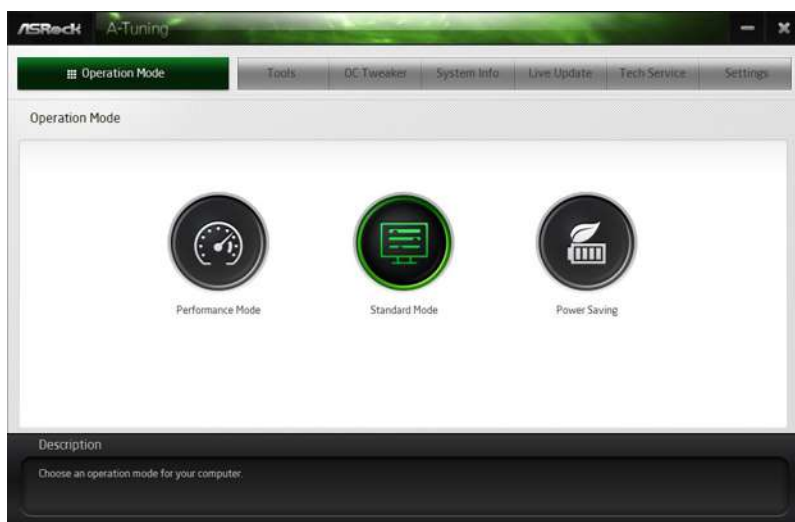 ASRock A-Tuning
Operation Mode Tools OC Tweaker System Info Live Update Tech Service Settings
Operation Mode
Performance Mode Standard Mode Power Saving
Description
Choose an operation mode for your computer.